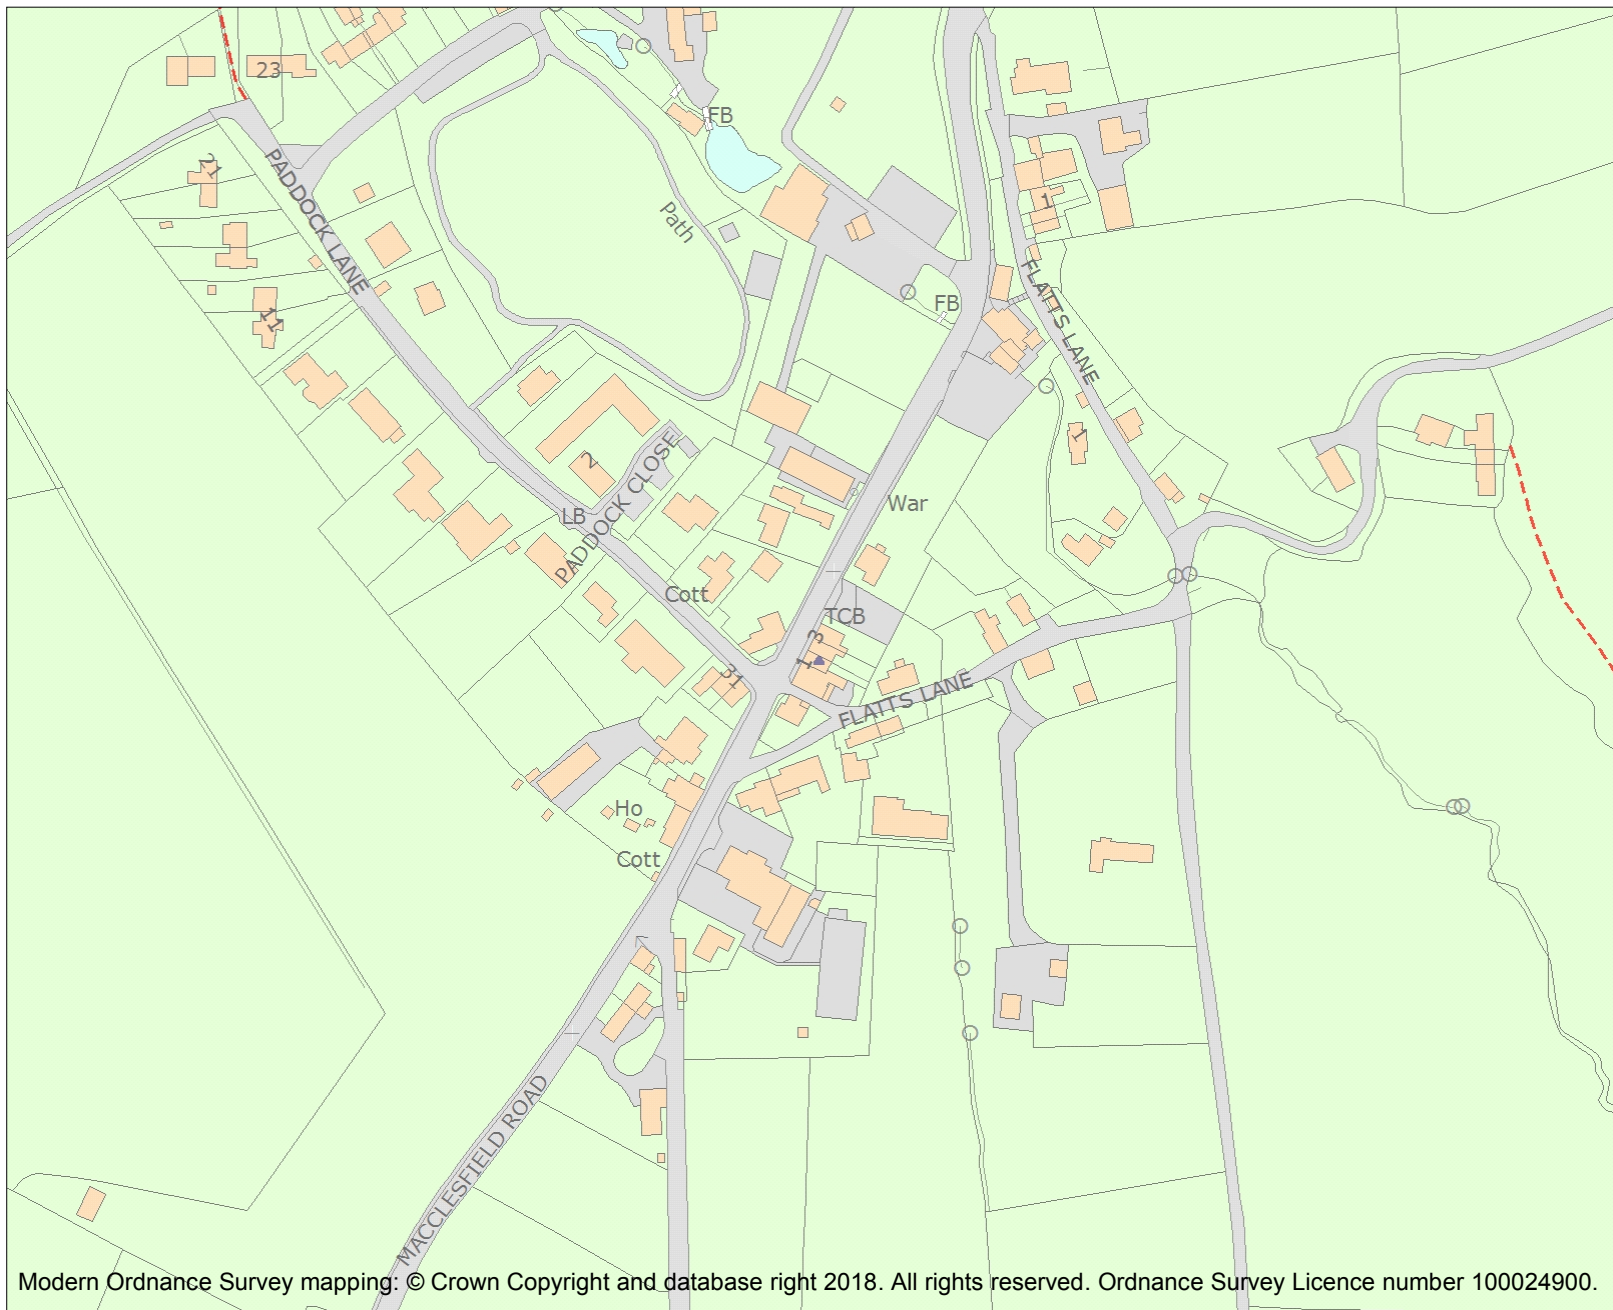 23
FB
21
PADDOCK LANE
Path
1
FLATTS LANE
FB
11
1
2
PADDOCK CLOSE
LB
War
Cott
TCB
3
1
31
FLATTS LANE
Ho
Cott
MACCLESFIELD ROAD
Modern Ordnance Survey mapping: © Crown Copyright and database right 2018. All rights reserved. Ordnance Survey Licence number 100024900.